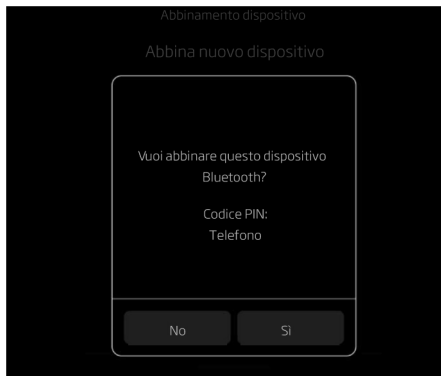 Abbinamento dispositivo
Abbina nuovo dispositivo
Vuoi abbinare questo dispositivo
Bluetooth?
Codice PIN:
Telefono
No
Sì